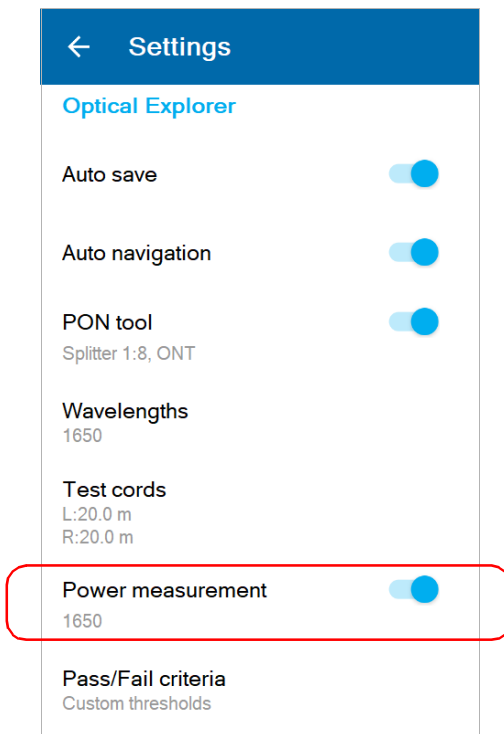 Settings
Optical Explorer
Auto save
Auto navigation
PON tool
Splitter 1:8, ONT
Wavelengths
1650
Test cords
L:20.0 m
R:20.0 m
Power measurement
1650
Pass/Fail criteria
Custom thresholds